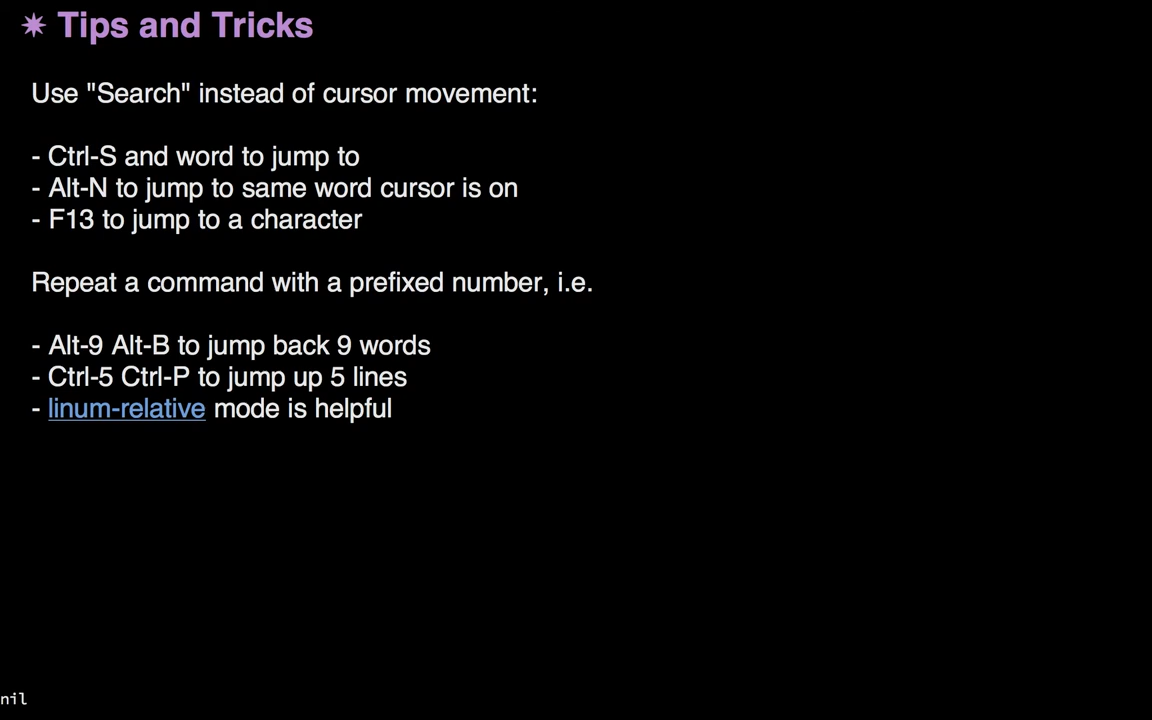 ✷ Tips and Tricks
Use "Search" instead of cursor movement:
- Ctrl-S and word to jump to
- Alt-N to jump to same word cursor is on
- F13 to jump to a character
Repeat a command with a prefixed number, i.e.
- Alt-9 Alt-B to jump back 9 words
- Ctrl-5 Ctrl-P to jump up 5 lines
- linum-relative mode is helpful
nil